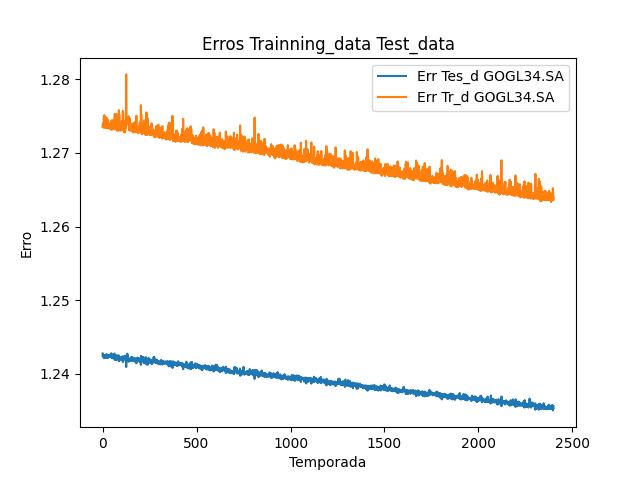 Erros Trainning_data Test_data
Err Tes_d GOGL34.SA
Err Tr_d GOGL34.SA
1.28
1.27
1.26
1.25
1.24
Erro
0 500 1000 1500 2000 2500
Temporada